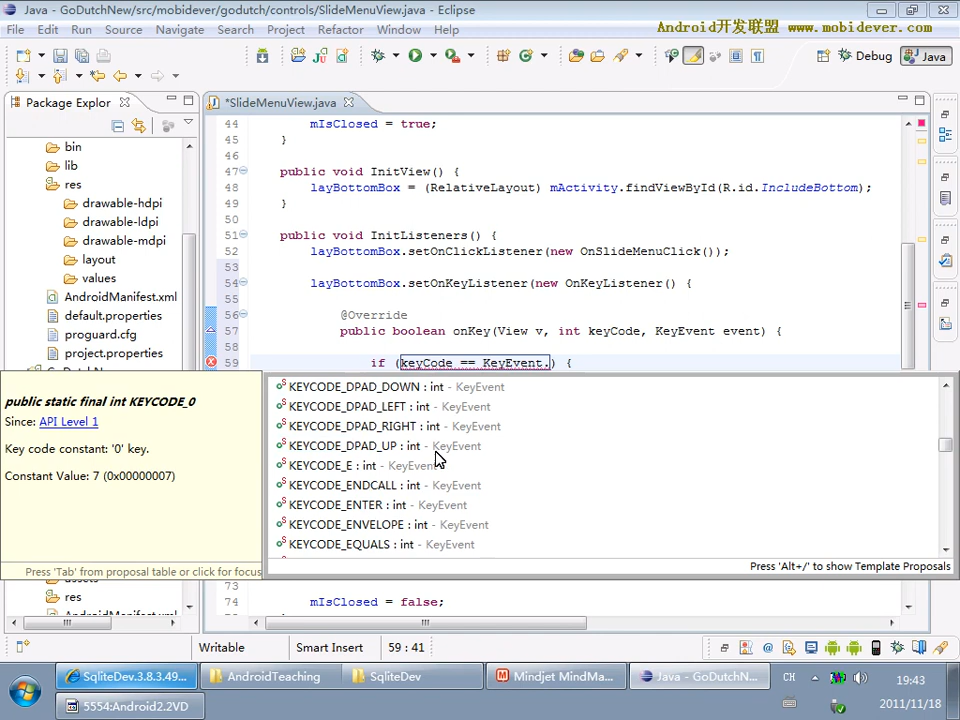 Java - GoDutchNew/src/mobidever/godutch/controls/SlideMenuView.java - Eclipse
File Edit Run Source Navigate Search Project Refactor Window Help
Android开发联盟 www.mobidever.com
Debug Java
Package Explor
*SlideMenuView.java
bin
lib
res
drawable-hdpi
drawable-ldpi
drawable-mdpi
layout
values
AndroidManifest.xml
default.properties
proguard.cfg
project.properties
44 mIsClosed = true;
45 }
46
47 public void InitView() {
48 layBottomBox = (RelativeLayout) mActivity.findViewById(R.id.IncludeBottom);
49 }
50
51 public void InitListeners() {
52 layBottomBox.setOnClickListener(new OnSlideMenuClick());
53
54 layBottomBox.setOnKeyListener(new OnKeyListener() {
55
56 @Override
57 public boolean onKey(View v, int keyCode, KeyEvent event) {
58
59 if (keyCode == KeyEvent.) {
public static final int KEYCODE_0
Since: API Level 1
Key code constant: '0' key.
Constant Value: 7 (0x00000007)
Press 'Tab' from proposal table or click for focus
KEYCODE_DPAD_DOWN : int - KeyEvent
KEYCODE_DPAD_LEFT : int - KeyEvent
KEYCODE_DPAD_RIGHT : int - KeyEvent
KEYCODE_DPAD_UP : int - KeyEvent
KEYCODE_E : int - KeyEvent
KEYCODE_ENDCALL : int - KeyEvent
KEYCODE_ENTER : int - KeyEvent
KEYCODE_ENVELOPE : int - KeyEvent
KEYCODE_EQUALS : int - KeyEvent
Press 'Alt+/' to show Template Proposals
res
73
74 mIsClosed = false;
Writable Smart Insert 59 : 41
SqliteDev.3.8.3.49... AndroidTeaching SqliteDev Mindjet MindMa... Java - GoDutchN... CH 19:43
5554:Android2.2VD 2011/11/18